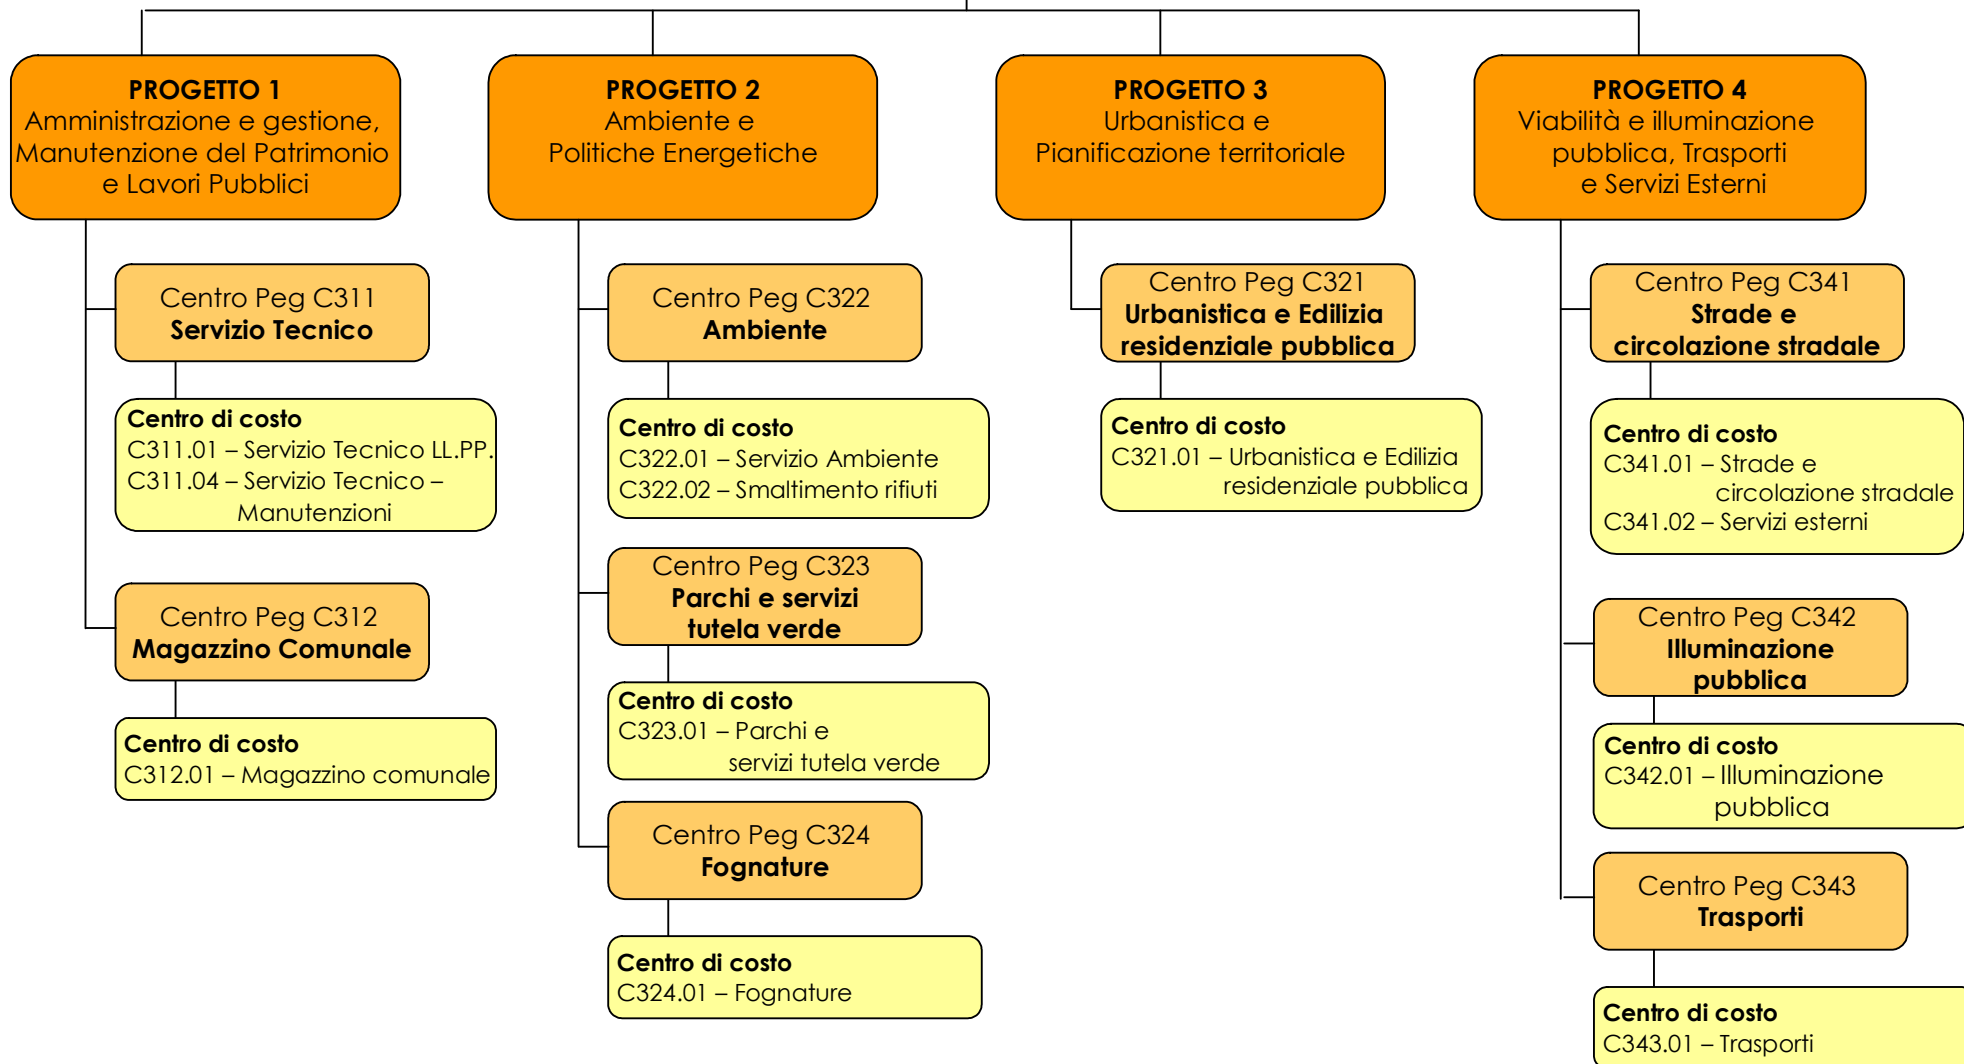 PROGETTO 1
Amministrazione e gestione,
Manutenzione del Patrimonio
e Lavori Pubblici
Centro Peg C311
Servizio Tecnico
Centro di costo
C311.01 – Servizio Tecnico LL.PP.
C311.04 – Servizio Tecnico –
Manutenzioni
Centro Peg C312
Magazzino Comunale
Centro di costo
C312.01 – Magazzino comunale
PROGETTO 2
Ambiente e
Politiche Energetiche
Centro Peg C322
Ambiente
Centro di costo
C322.01 – Servizio Ambiente
C322.02 – Smaltimento rifiuti
Centro Peg C323
Parchi e servizi
tutela verde
Centro di costo
C323.01 – Parchi e
servizi tutela verde
Centro Peg C324
Fognature
Centro di costo
C324.01 – Fognature
PROGETTO 3
Urbanistica e
Pianificazione territoriale
Centro Peg C321
Urbanistica e Edilizia
residenziale pubblica
Centro di costo
C321.01 – Urbanistica e Edilizia
residenziale pubblica
PROGETTO 4
Viabilità e illuminazione
pubblica, Trasporti
e Servizi Esterni
Centro Peg C341
Strade e
circolazione stradale
Centro di costo
C341.01 – Strade e
circolazione stradale
C341.02 – Servizi esterni
Centro Peg C342
Illuminazione
pubblica
Centro di costo
C342.01 – Illuminazione
pubblica
Centro Peg C343
Trasporti
Centro di costo
C343.01 – Trasporti